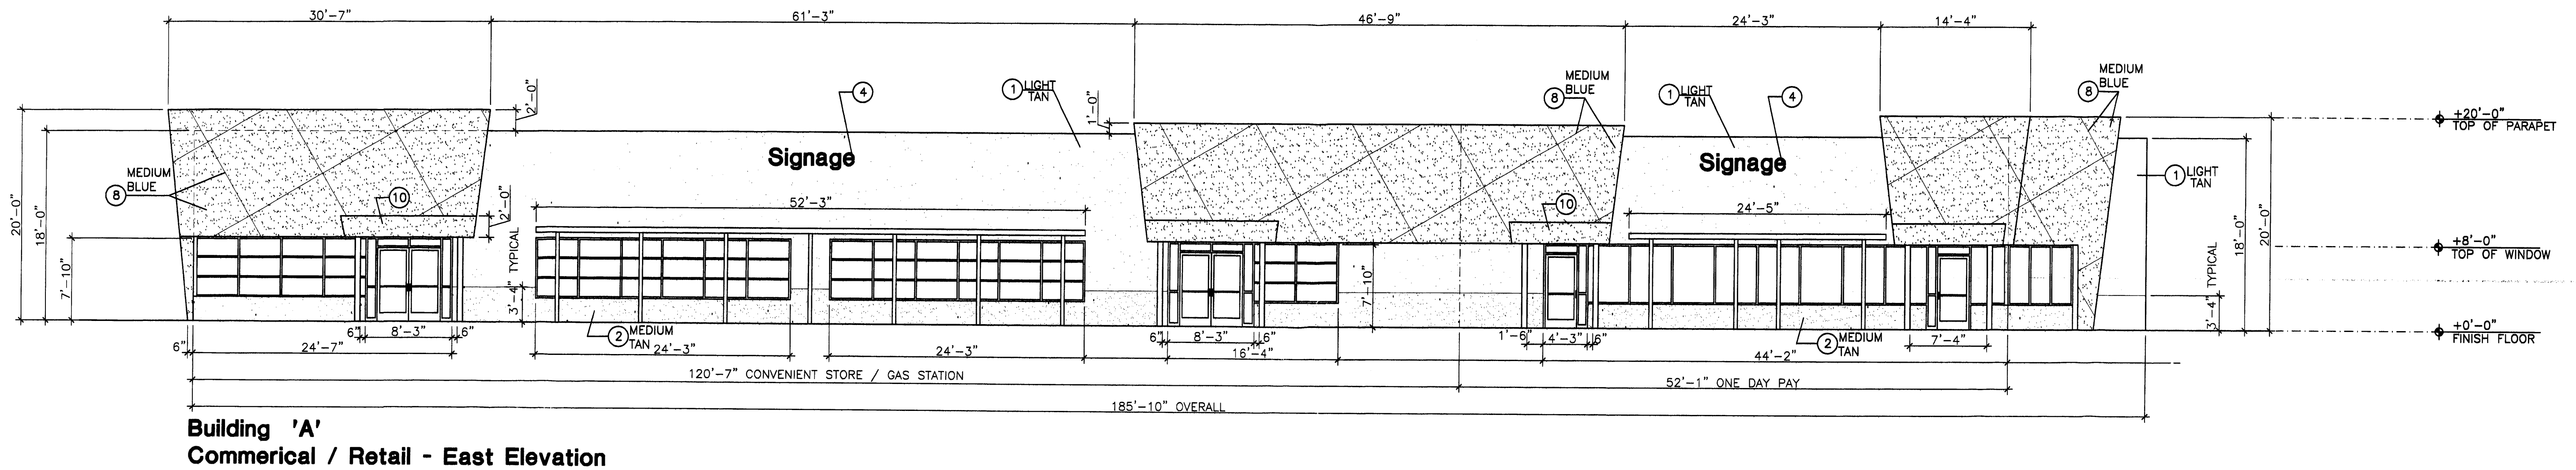 30'-7"
61'-3"
46'-9"
24'-3"
14'-4"
2'-0"
4
1 LIGHT
TAN
1'-0"
MEDIUM
BLUE
8
1 LIGHT
TAN
4
MEDIUM
BLUE
8
+20'-0"
TOP OF PARAPET
Signage
Signage
MEDIUM
BLUE
8
10
2'-0"
52'-3"
10
24'-5"
1 LIGHT
TAN
20'-0"
18'-0"
7'-10"
3'-4" TYPICAL
7'-10"
3'-4" TYPICAL
18'-0"
20'-0"
+8'-0"
TOP OF WINDOW
6"
6"
8'-3"
6"
24'-7"
2 MEDIUM
TAN
24'-3"
24'-3"
6"
8'-3"
6"
16'-4"
1'-6"
4'-3"
6"
2 MEDIUM
TAN
7'-4"
44'-2"
+0'-0"
FINISH FLOOR
120'-7" CONVENIENT STORE / GAS STATION
52'-1" ONE DAY PAY
185'-10" OVERALL
Building 'A'
Commerical / Retail - East Elevation